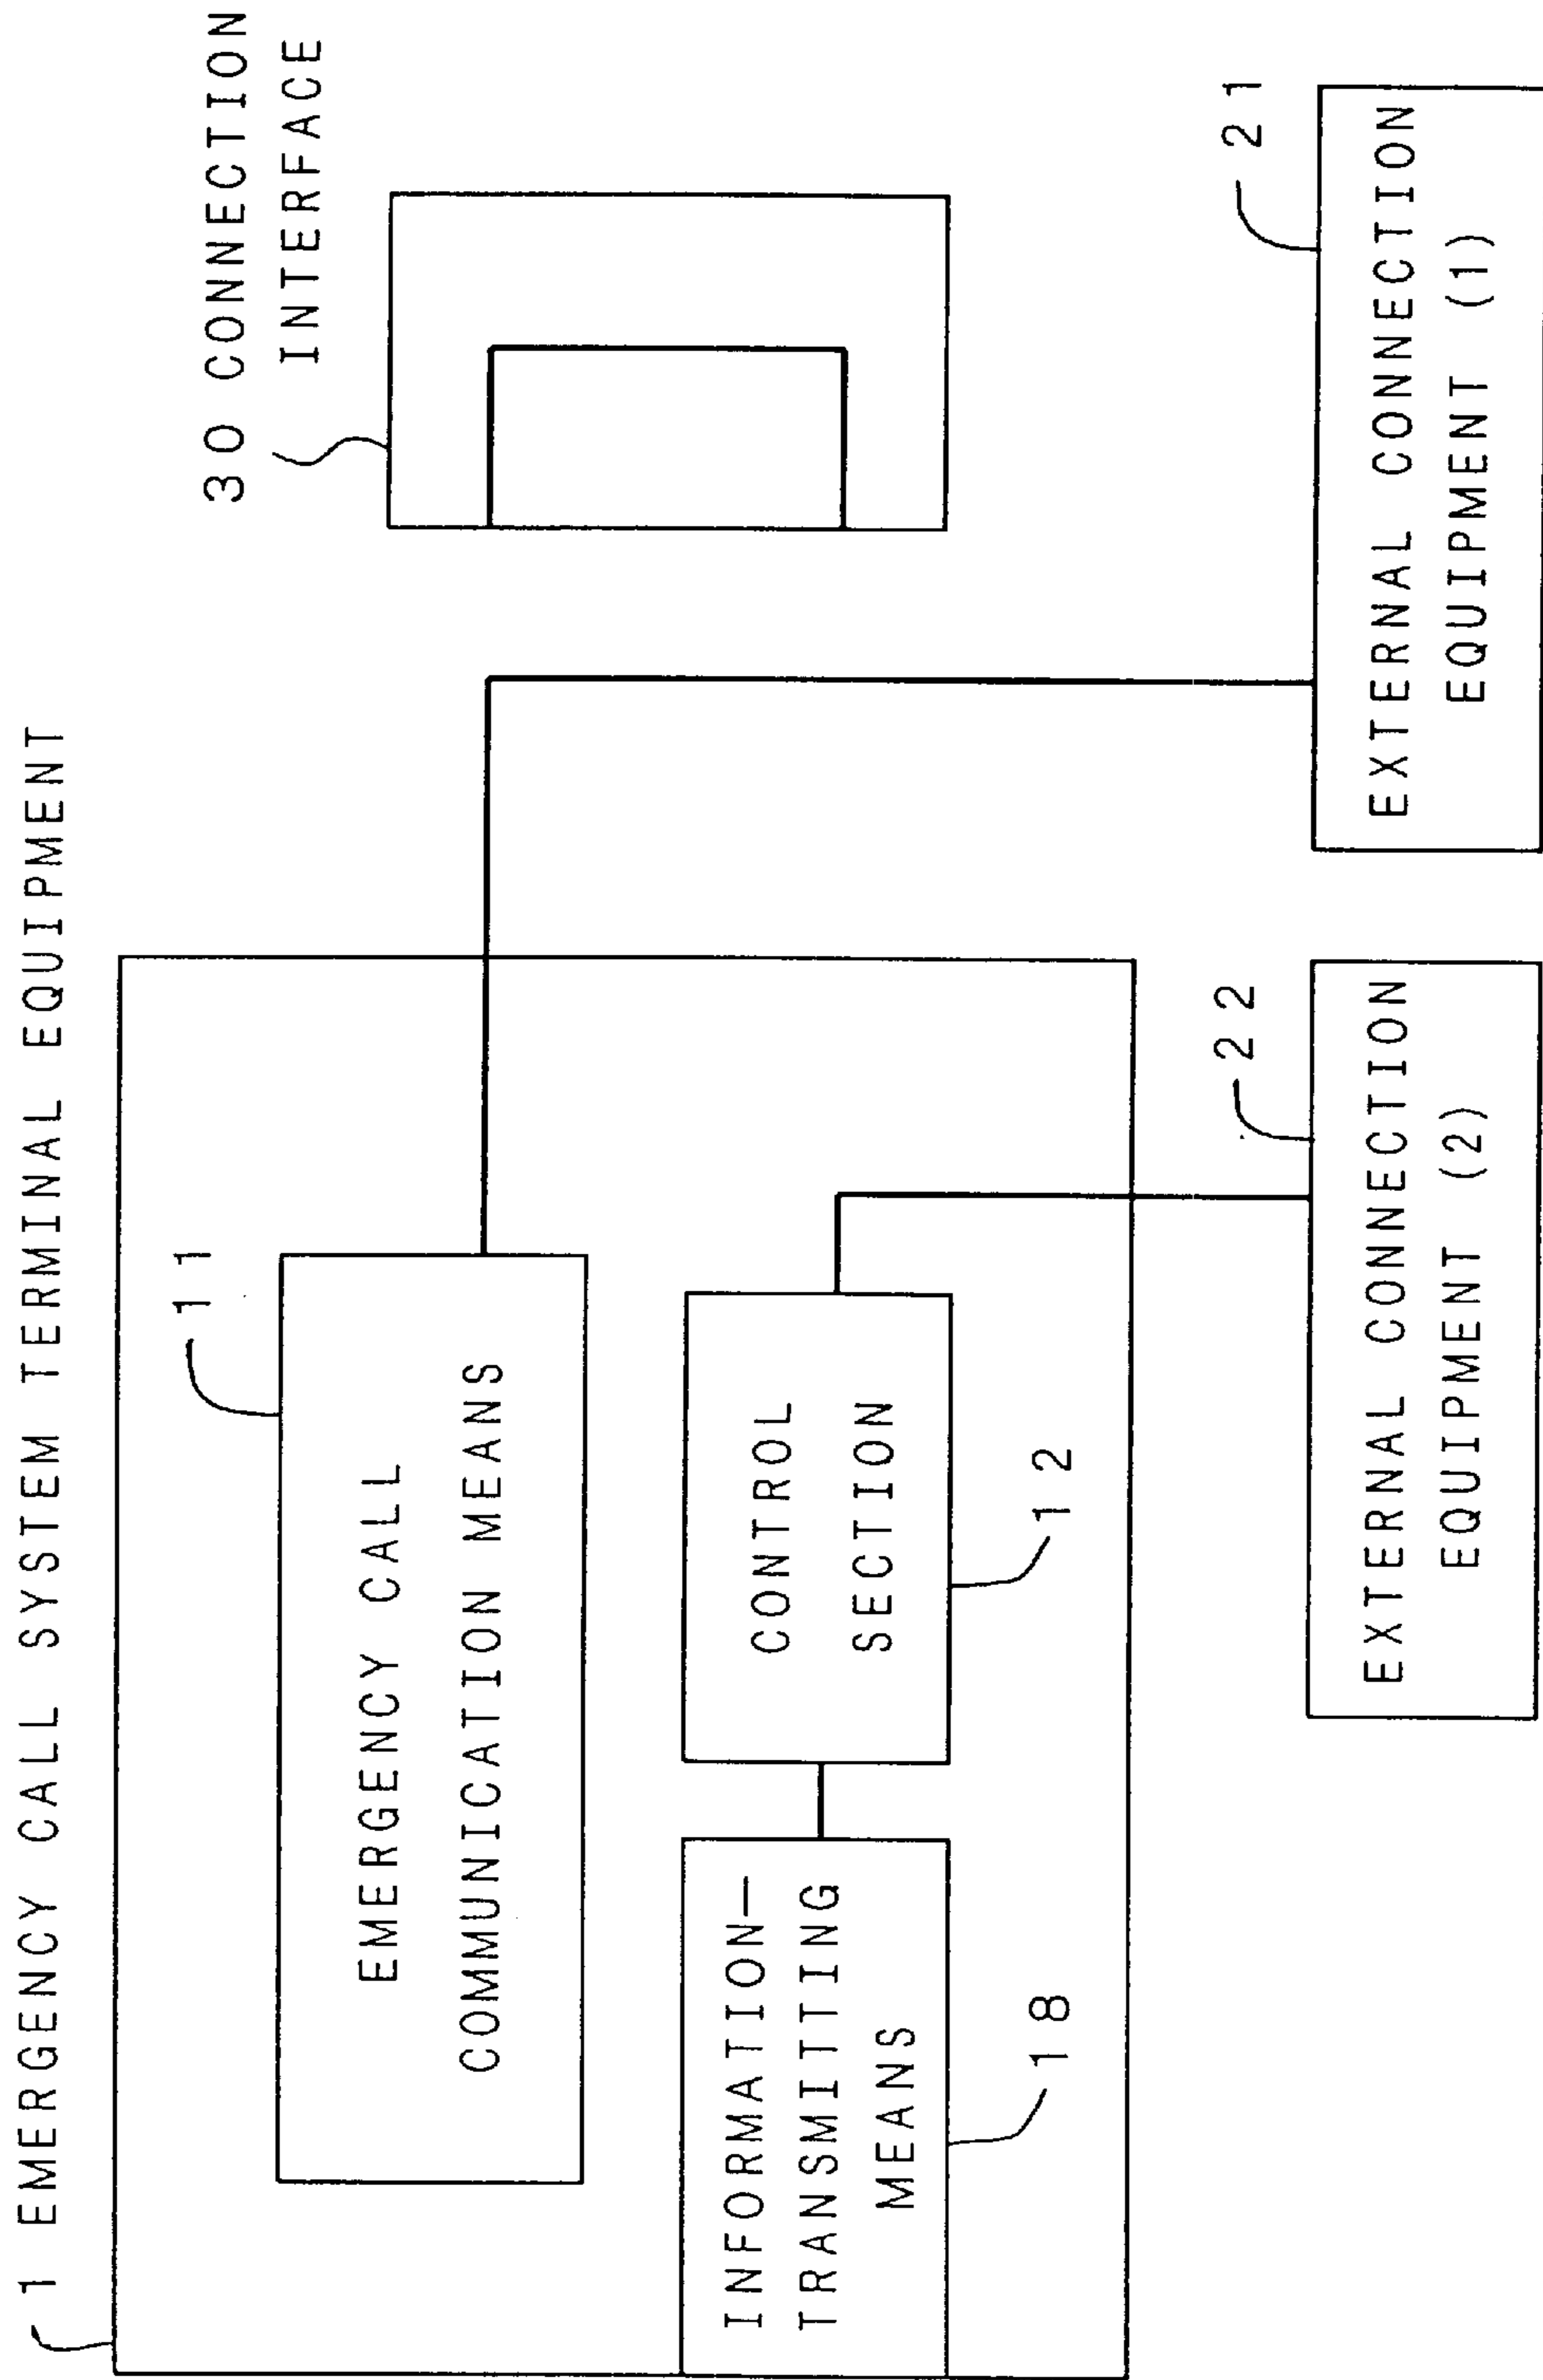 1 EMERGENCY CALL SYSTEM TERMINAL EQUIPMENT
30 CONNECTION
INTERFACE
11
EMERGENCY CALL
COMMUNICATION MEANS
INFORMATION—
TRANSMITTING
MEANS
18
CONTROL
SECTION
12
22
EXTERNAL CONNECTION
EQUIPMENT (2)
21
EXTERNAL CONNECTION
EQUIPMENT (1)